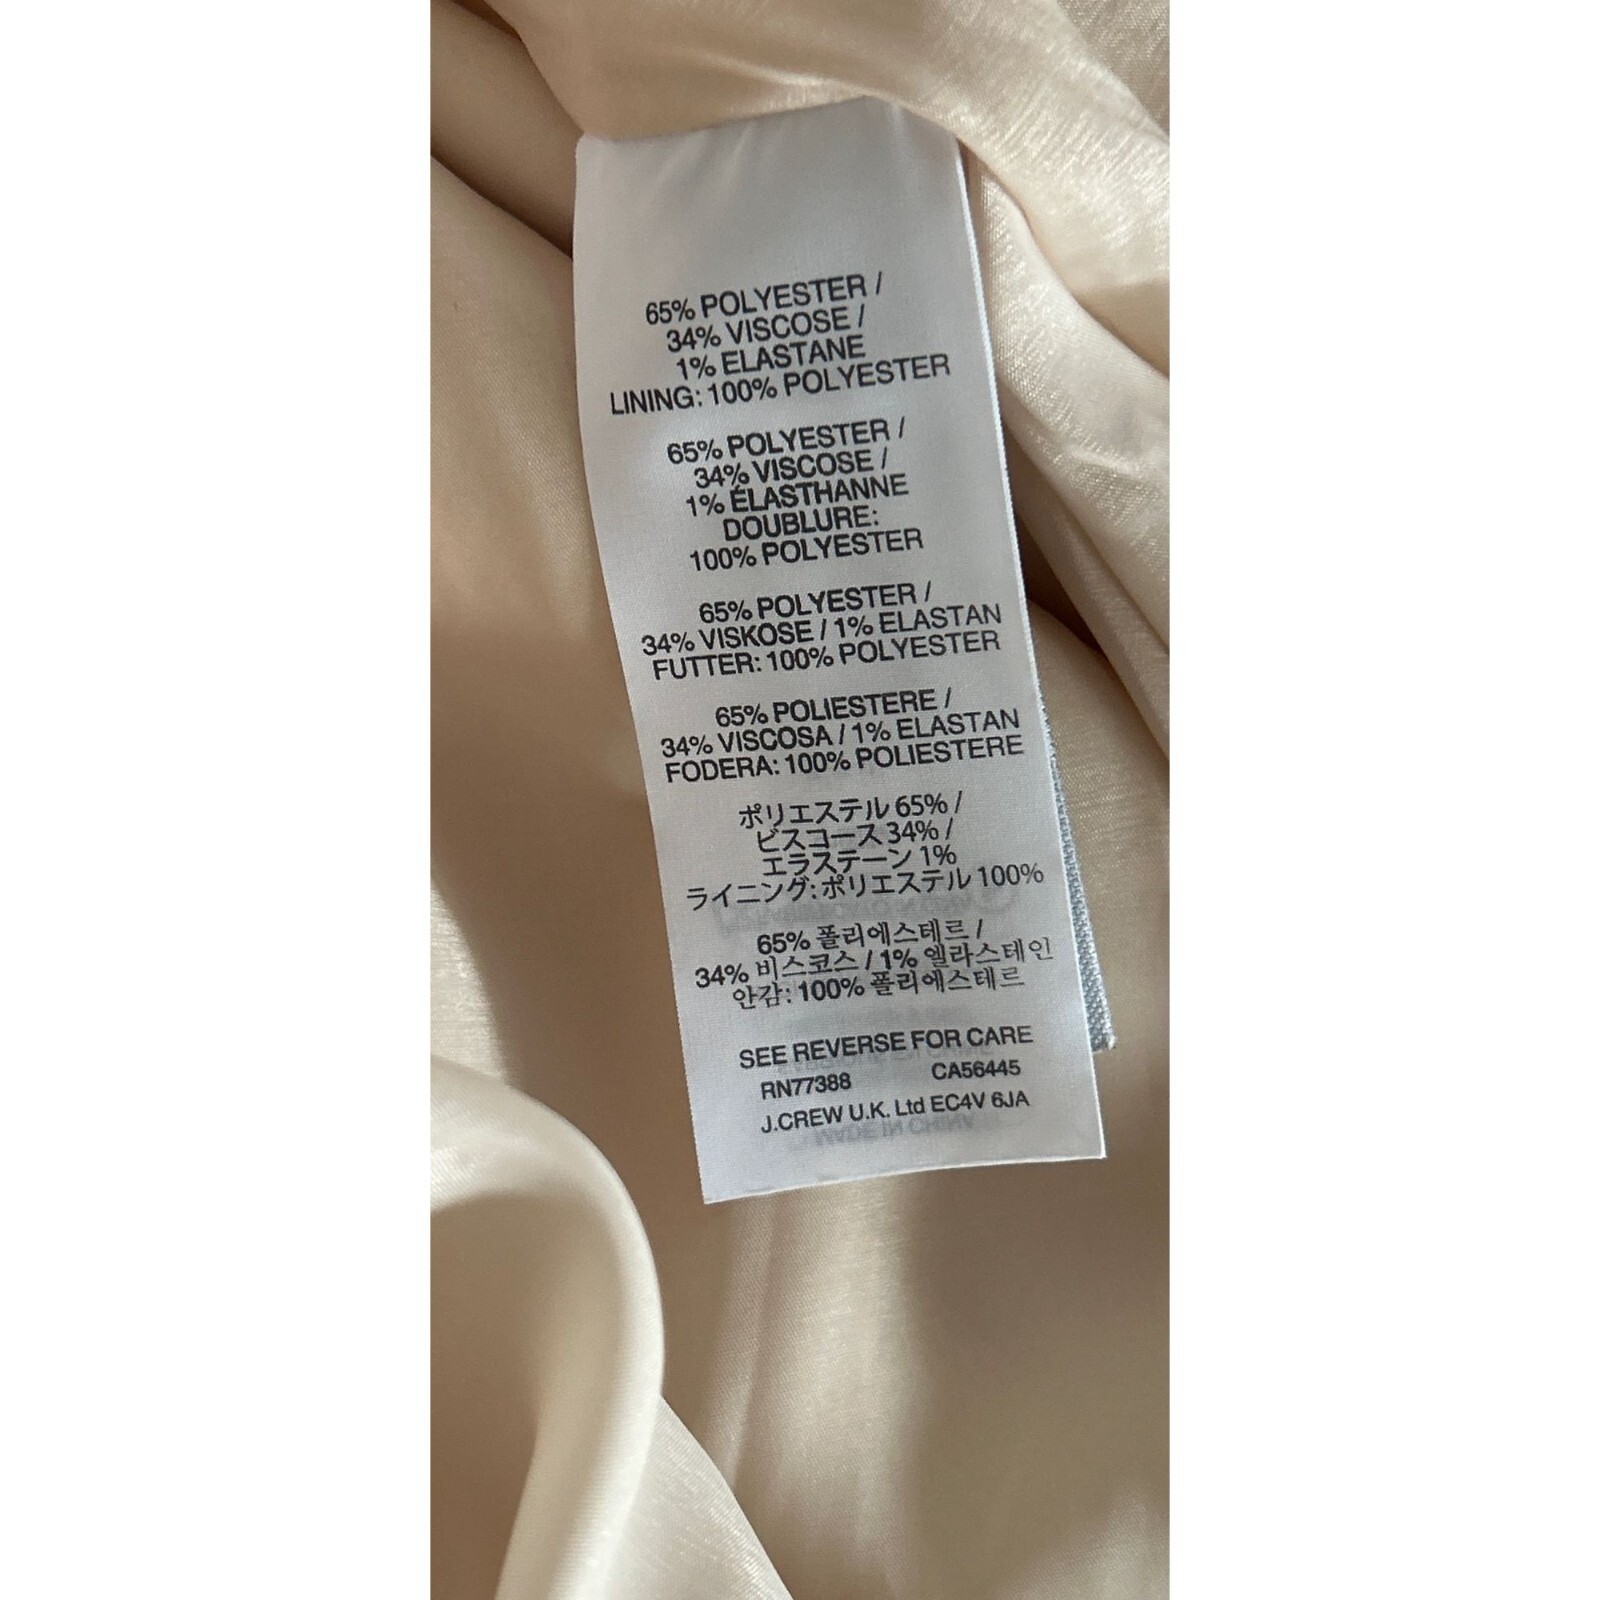 65% POLYESTER /
34% VISCOSE /
1% ELASTANE
LINING: 100% POLYESTER
65% POLYESTER /
34% VISCOSE /
1% ÉLASTHANNE
DOUBLURE:
100% POLYESTER
65% POLYESTER /
34% VISKOSE / 1% ELASTAN
FUTTER: 100% POLYESTER
65% POLIESTERE /
34% VISCOSA / 1% ELASTAN
FODERA: 100% POLIESTERE
ポリエステル 65% /
ビスコース 34% /
エラステーン 1%
ライニング: ポリエステル 100%
65% 폴리에스테르 /
34% 비스코스 / 1% 엘라스테인
안감: 100% 폴리에스테르
SEE REVERSE FOR CARE
RN77388 CA56445
J.CREW U.K. Ltd EC4V 6JA
MADE IN CHINA